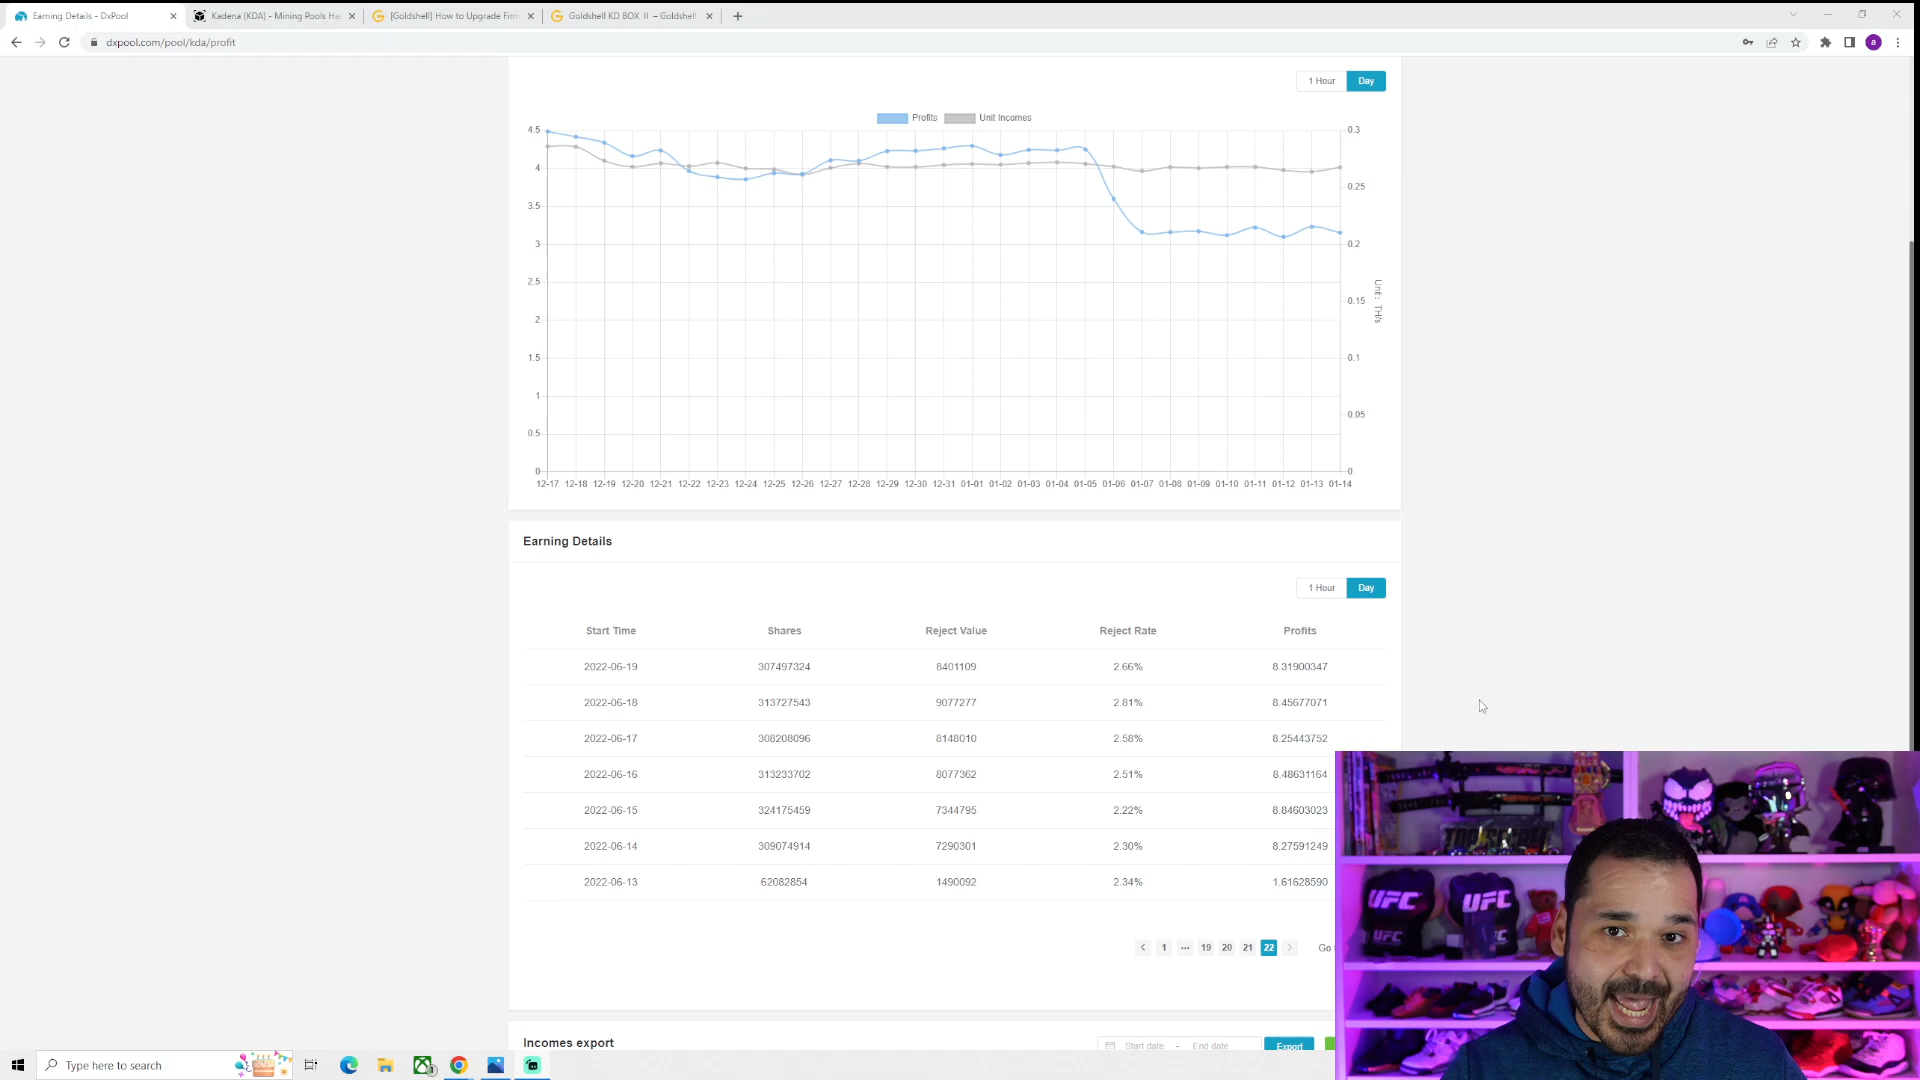 Earning Details - DxPool
Kadena (KDA) - Mining Pools Has
[Goldshell] How to Upgrade Firm
Goldshell KD BOX Ⅱ – Goldshell
dxpool.com/pool/kda/profit
a
1 Hour Day
Profits Unit Incomes
4.5 0.3
4
0.25
3.5
3 0.2
2.5
0.15
2
Unit: TH/s
1.5
1 0.1
0.05
0.5
0 0
12-17 12-18 12-19 12-20 12-21 12-22 12-23 12-24 12-25 12-26 12-27 12-28 12-29 12-30 12-31 01-01 01-02 01-03 01-04 01-05 01-06 01-07 01-08 01-09 01-10 01-11 01-12 01-13 01-14
Earning Details
1 Hour Day
Start Time Shares Reject Value Reject Rate Profits
2022-06-19 307497324 8401109 2.66% 8.31900347
2022-06-18 313727543 9077277 2.81% 8.45677071
2022-06-17 308208096 8148010 2.58% 8.25443752
2022-06-16 313233702 8077362 2.51% 8.48631164
2022-06-15 324175459 7344795 2.22% 8.84603023
2022-06-14 309074914 7290301 2.30% 8.27591249
2022-06-13 62082854 1490092 2.34% 1.61628590
1 ··· 19 20 21 22 Go
UFC UFC
UFC UFC
Incomes export Start date - End date Export
Type here to search